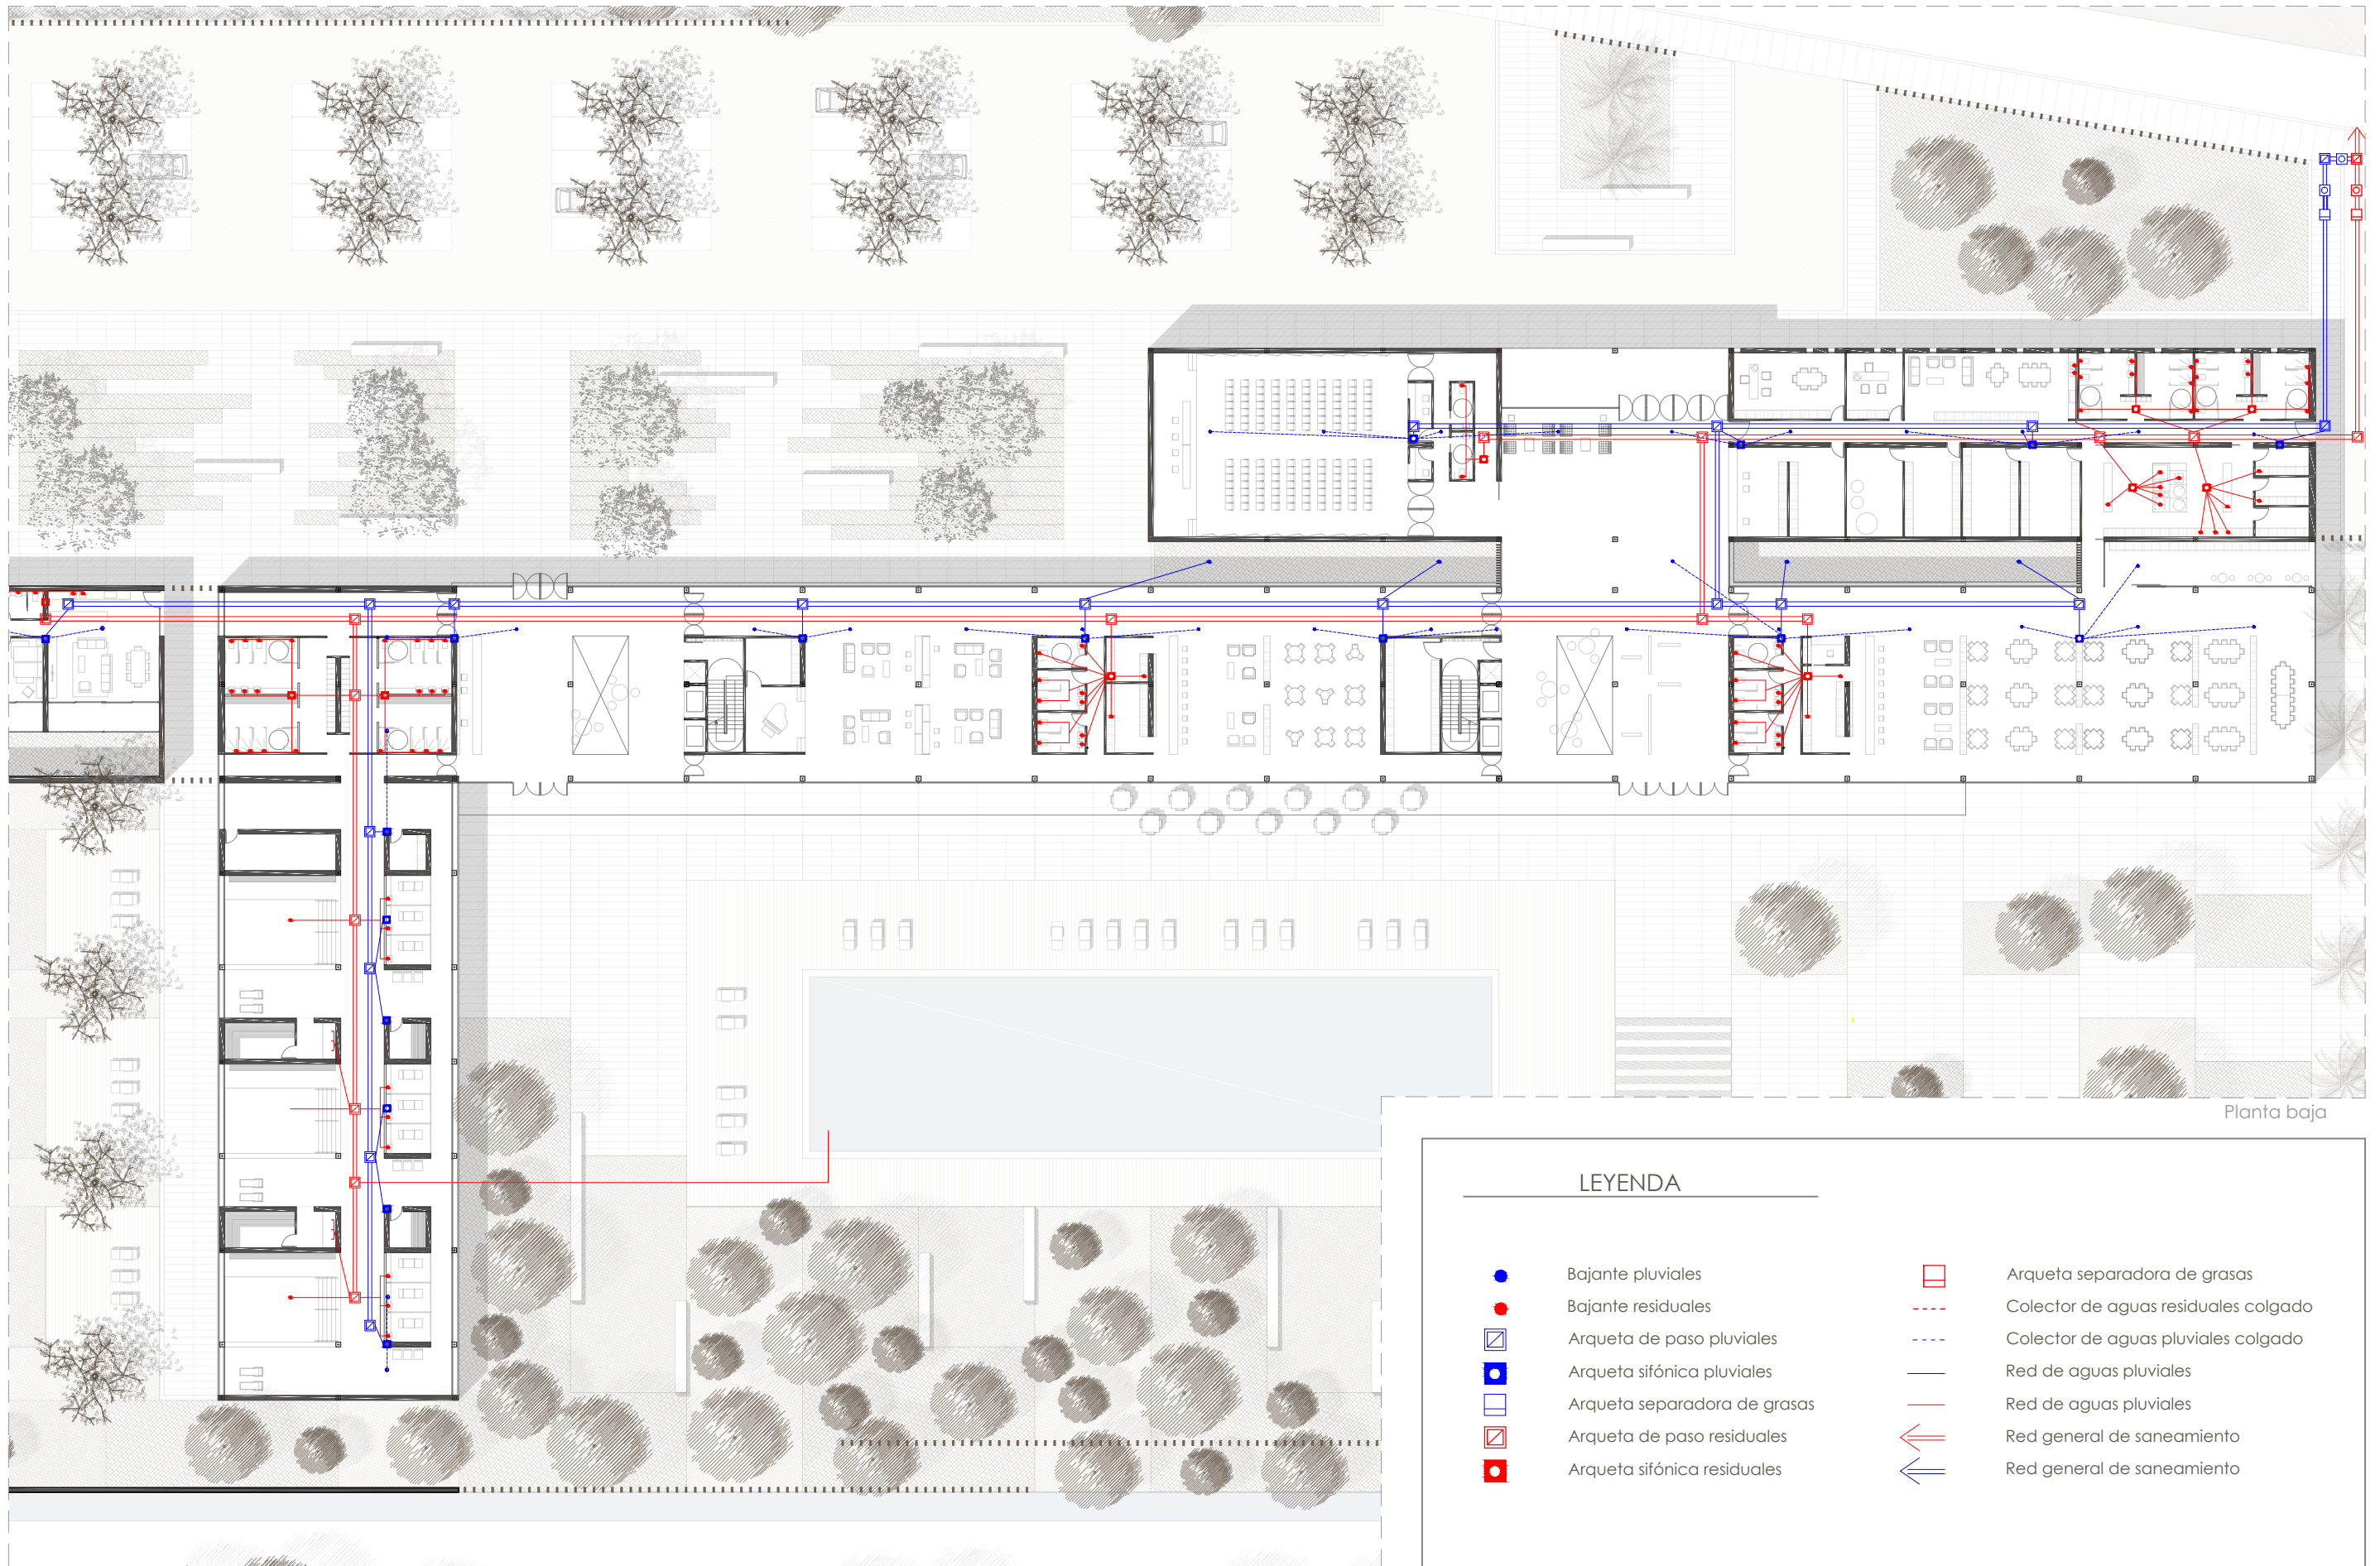 Planta baja
LEYENDA
Bajante pluviales
Bajante residuales
Arqueta de paso pluviales
Arqueta sifónica pluviales
Arqueta separadora de grasas
Arqueta de paso residuales
Arqueta sifónica residuales
Arqueta separadora de grasas
Colector de aguas residuales colgado
Colector de aguas pluviales colgado
Red de aguas pluviales
Red de aguas pluviales
Red general de saneamiento
Red general de saneamiento